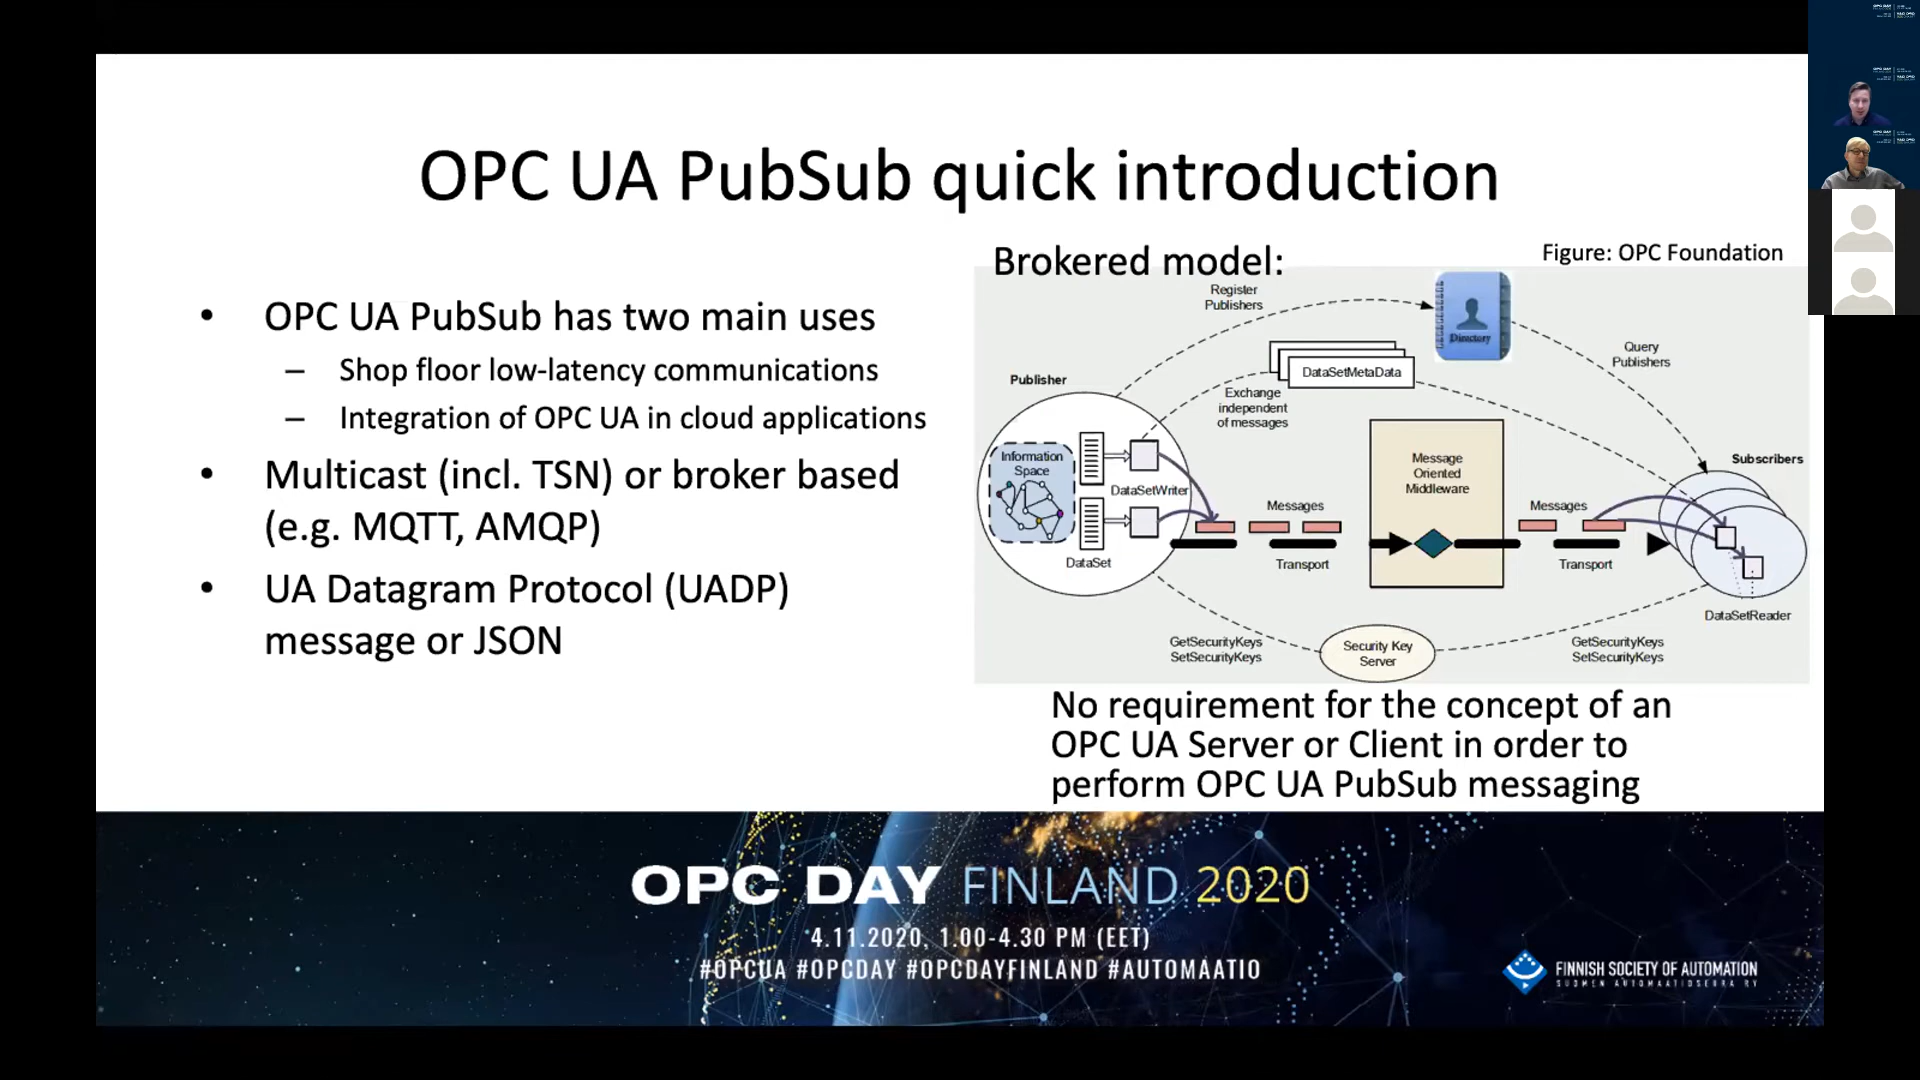 OPC UA PubSub quick introduction
• OPC UA PubSub has two main uses
– Shop floor low-latency communications
– Integration of OPC UA in cloud applications
• Multicast (incl. TSN) or broker based
(e.g. MQTT, AMQP)
• UA Datagram Protocol (UADP)
message or JSON
Brokered model:
Figure: OPC Foundation
Register
Publishers
Directory
Query
Publishers
DataSetMetaData
Publisher
Exchange
independent
of messages
Information
Space
DataSetWriter
DataSet
Messages
Transport
Message
Oriented
Middleware
Messages
Transport
Subscribers
DataSetReader
GetSecurityKeys
SetSecurityKeys
Security Key
Server
GetSecurityKeys
SetSecurityKeys
No requirement for the concept of an
OPC UA Server or Client in order to
perform OPC UA PubSub messaging
OPC DAY FINLAND 2020
4.11.2020, 1.00-4.30 PM (EET)
#OPCUA #OPCDAY #OPCDAYFINLAND #AUTOMAATIO
FINNISH SOCIETY OF AUTOMATION
SUOMEN AUTOMAATIOSEURA RY